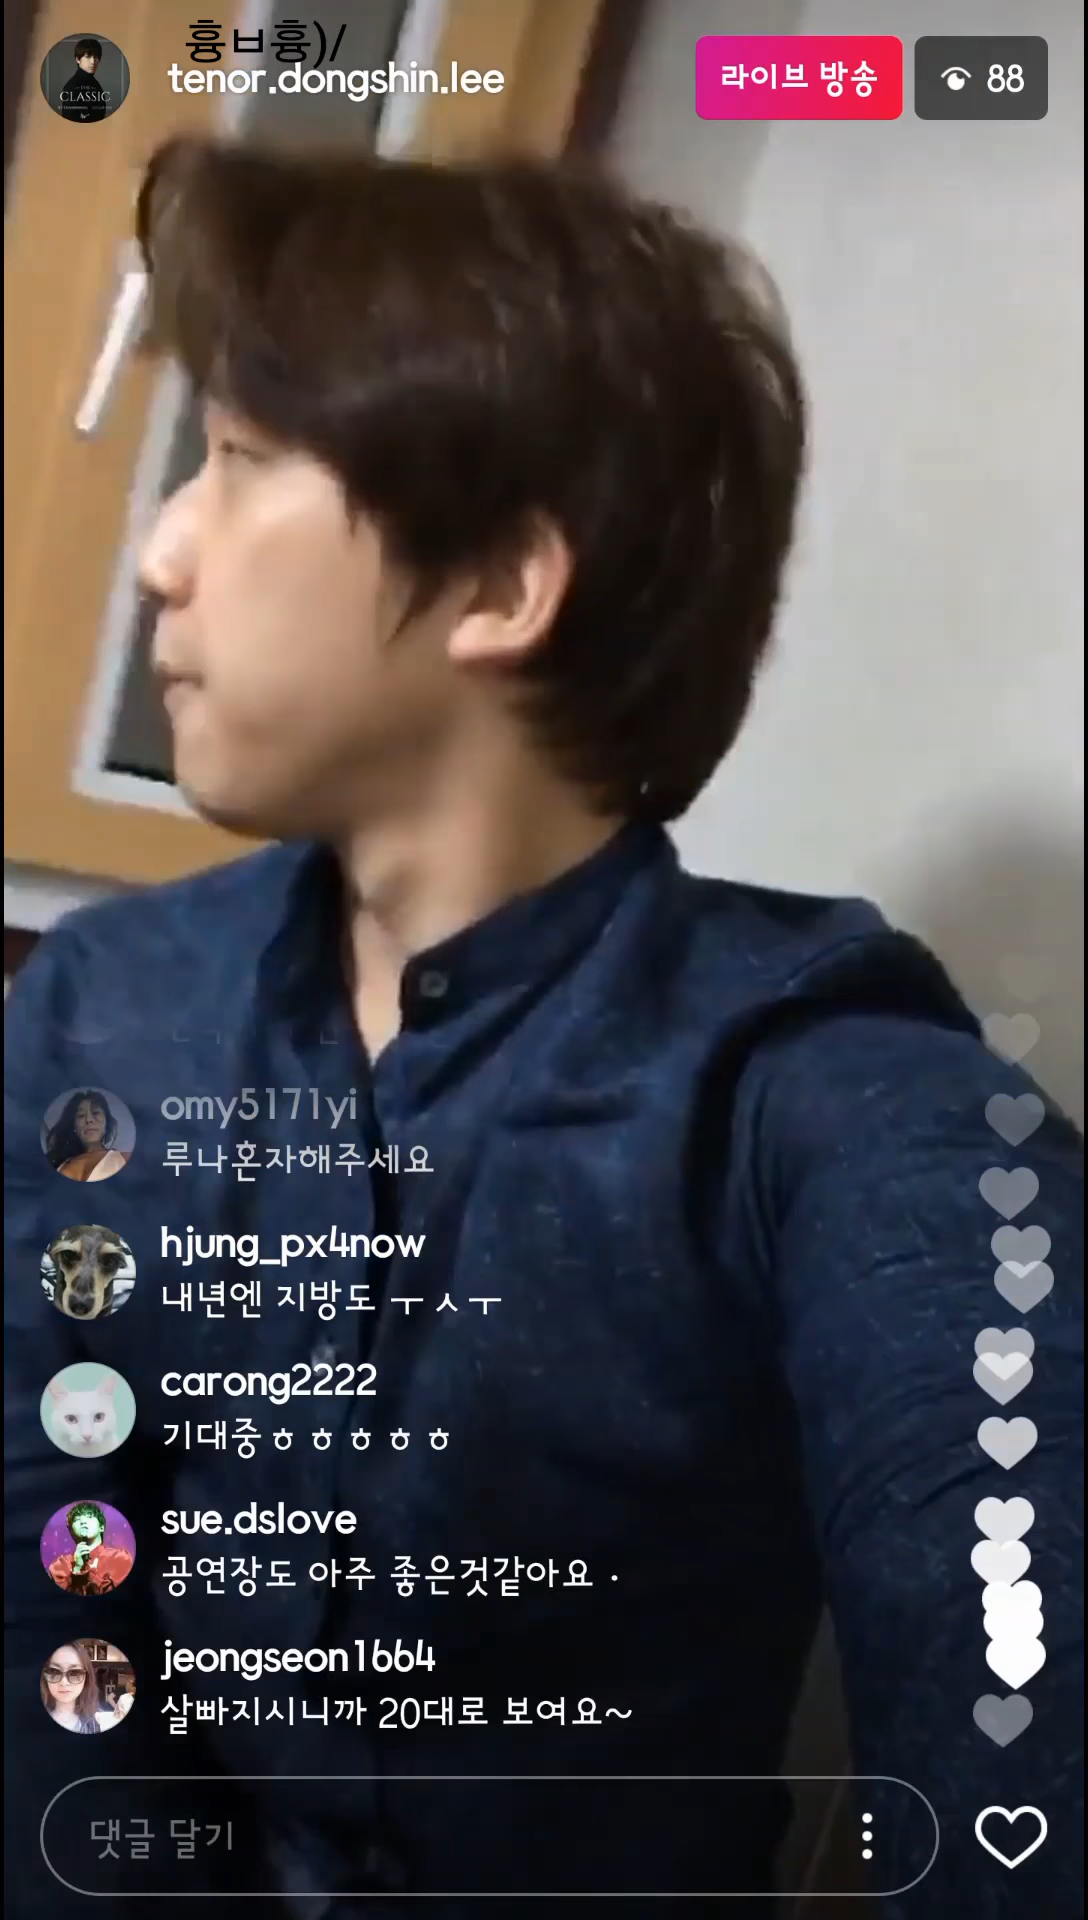 흉ㅂ흉)/
tenor.dongshin.lee
라이브 방송
88
CLASSIC
omy5171yi
루나혼자해주세요
hjung_px4now
내년엔 지방도 ㅜㅅㅜ
carong2222
기대중ㅎㅎㅎㅎㅎ
sue.dslove
공연장도 아주 좋은것같아요 .
jeongseon1664
살빠지시니까 20대로 보여요~
댓글 달기